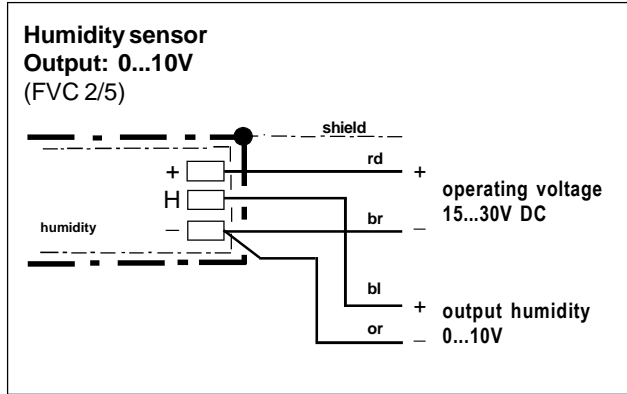 Humidity sensor
Output: 0...10V
(FVC 2/5)
shield
rd
+
+
operating voltage
15...30V DC
H
humidity
–
br
–
bl
+
output humidity
0...10V
or
–